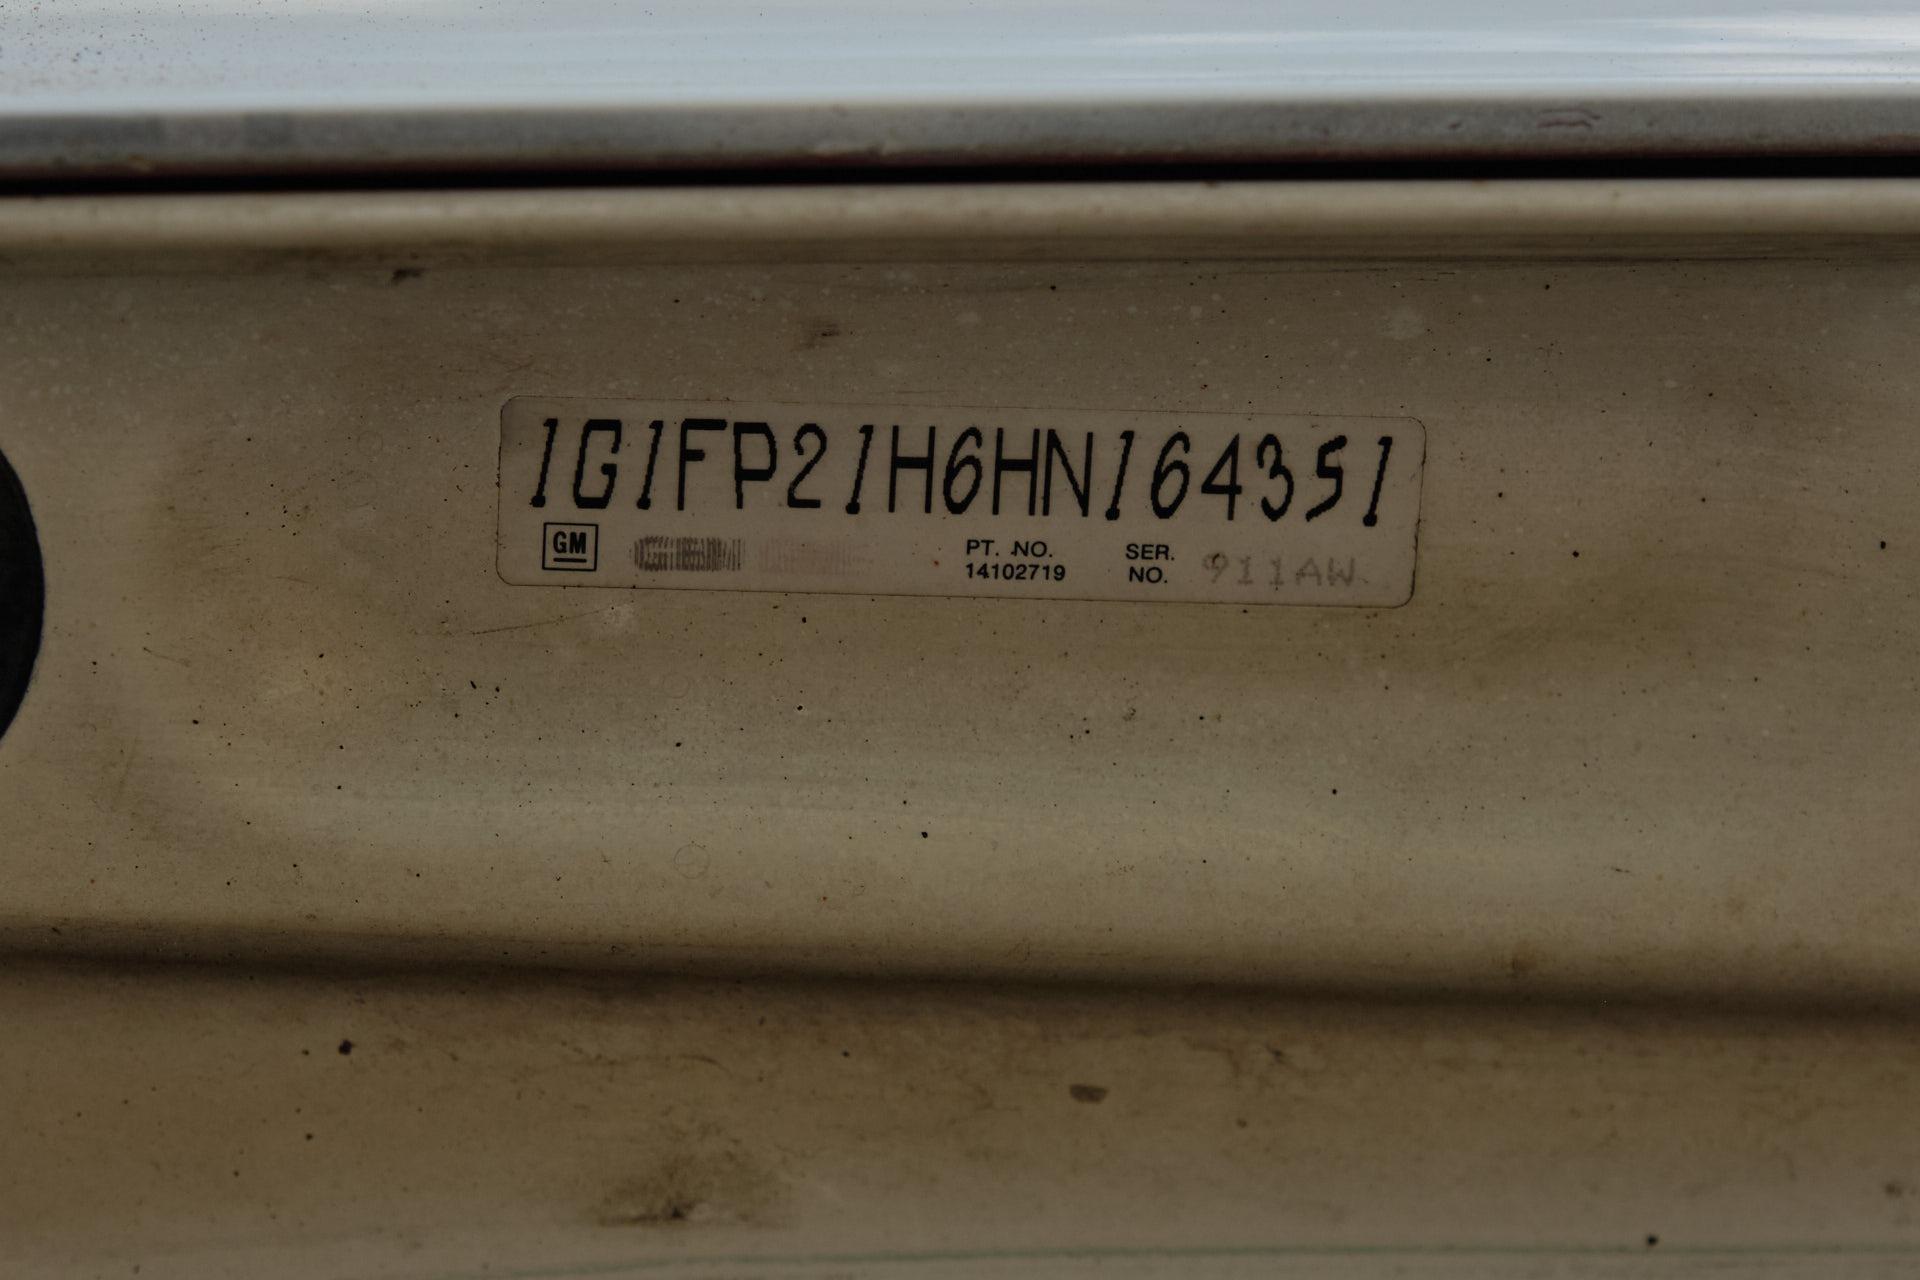 1G1FP21H6HN164351
GM
PT. NO.
14102719
SER.
NO.
911AW